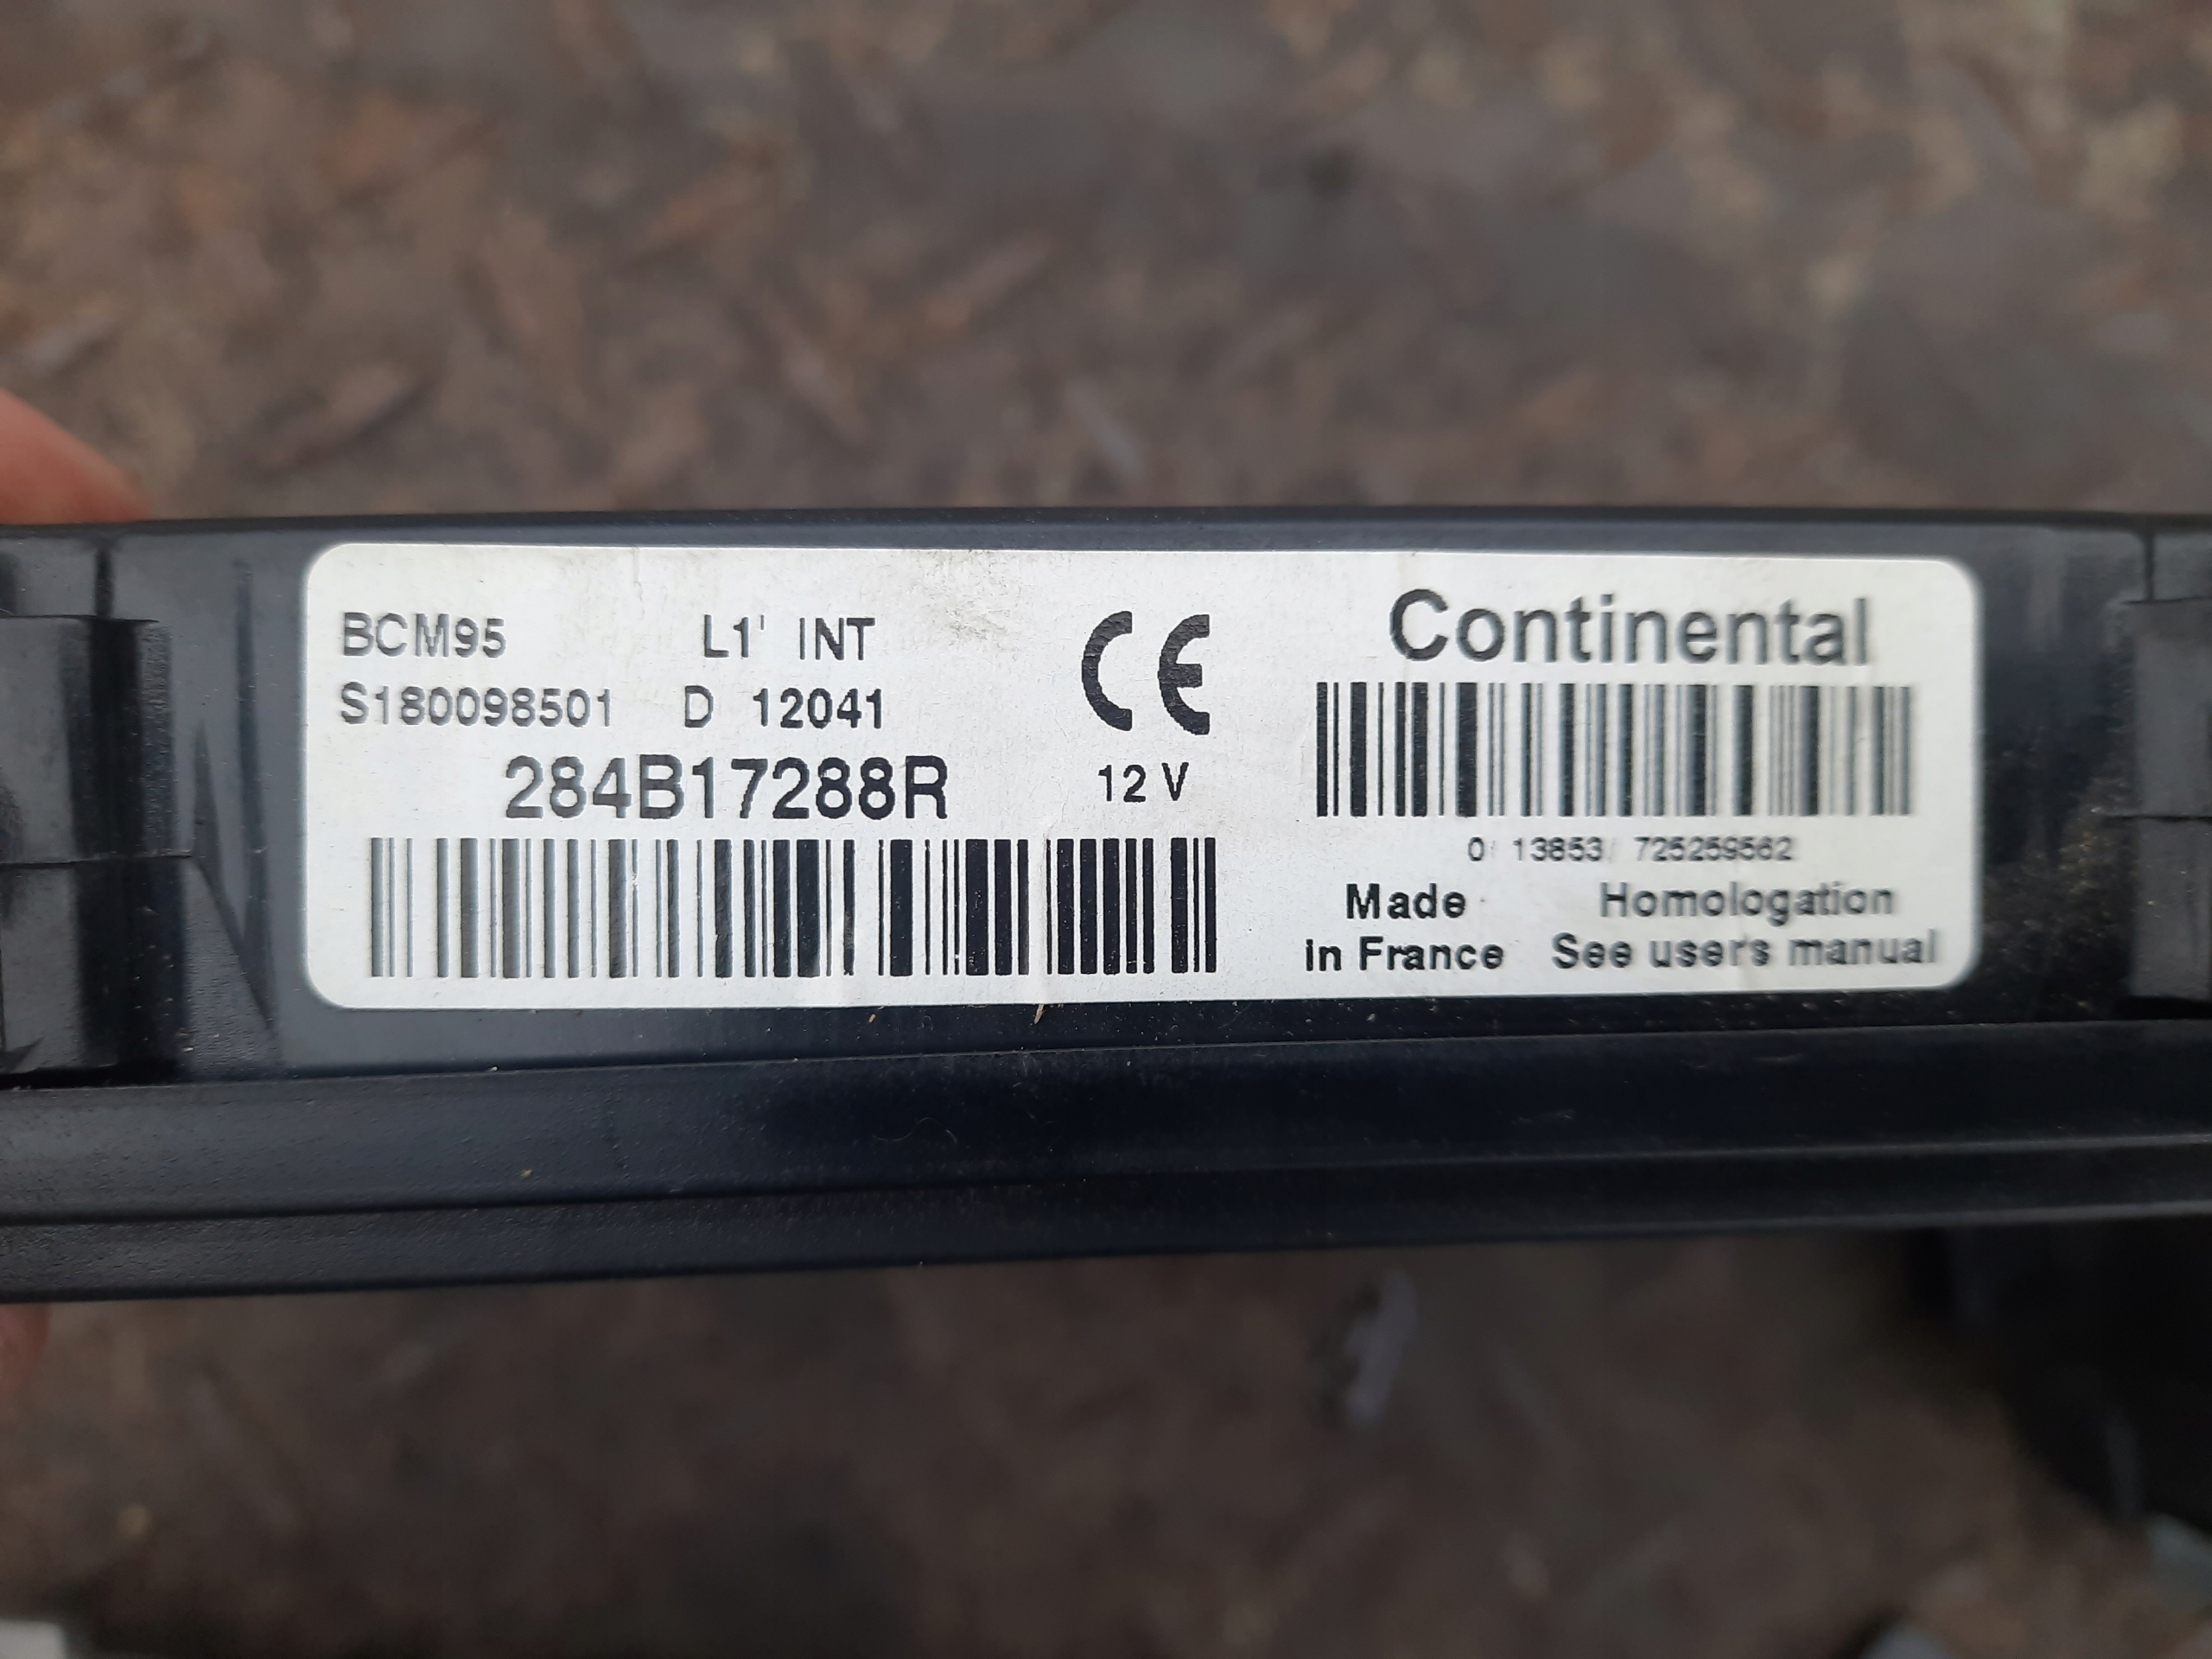 BCM95 L1' INT
S180098501 D 12041
284B17288R
CE
12 V
Continental
0 13853 725259562
Made
in France
Homologation
See user's manual